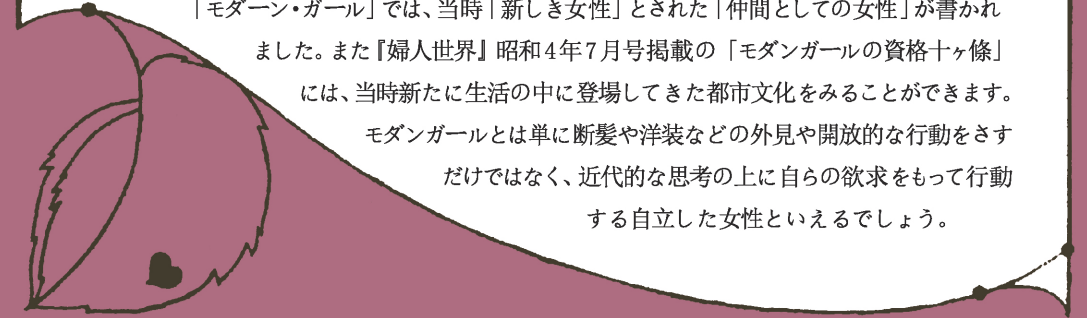 「モダーン・ガール」では、当時「新しき女性」とされた「仲間としての女性」が書かれ
ました。また『婦人世界』昭和4年7月号掲載の「モダンガールの資格十ヶ條」
には、当時新たに生活の中に登場してきた都市文化をみることができます。
モダンガールとは単に断髪や洋装などの外見や開放的な行動をさす
だけではなく、近代的な思考の上に自らの欲求をもって行動
する自立した女性といえるでしょう。